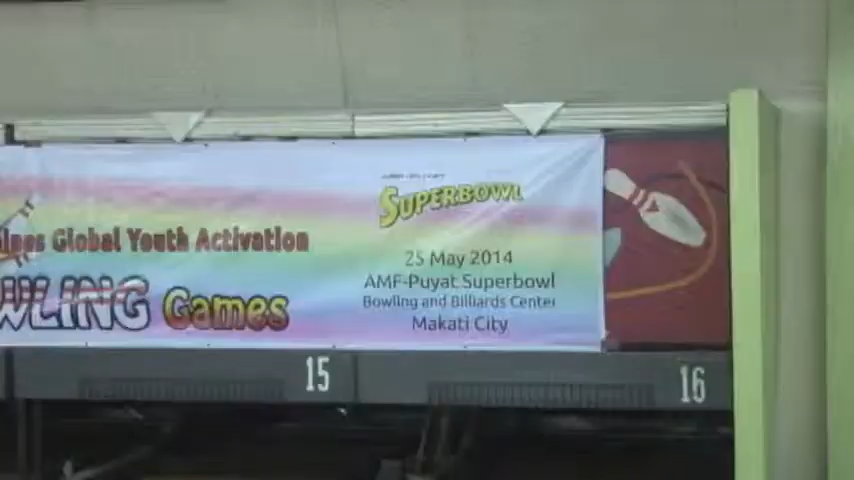 Global Youth Activation
WLING Games
SUPERBOWL
25 May 2014
AMF-Puyat Superbowl
Bowling and Billiards Center
Makati City
15
16